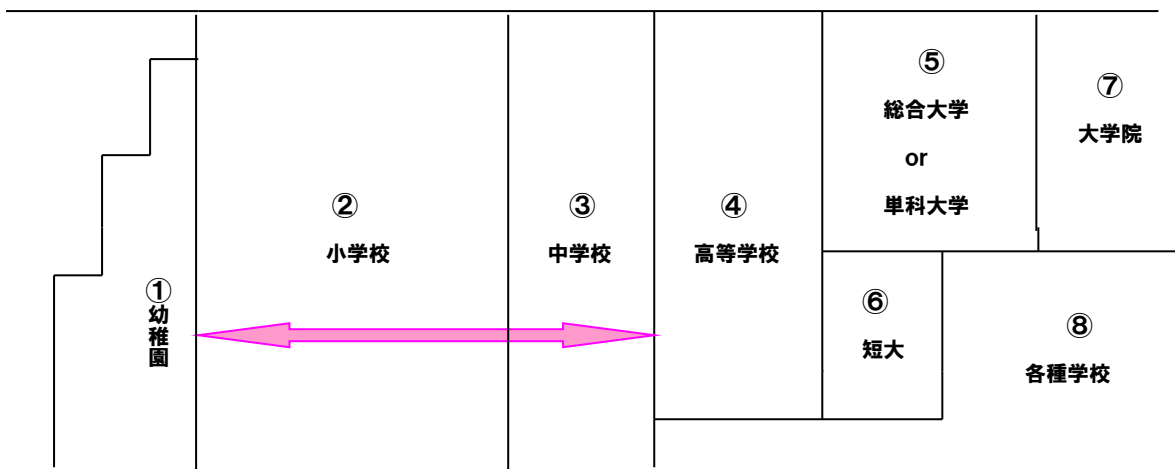 ①
幼
稚
園
②
小学校
③
中学校
④
高等学校
⑤
総合大学
or
単科大学
⑥
短大
⑦
大学院
⑧
各種学校